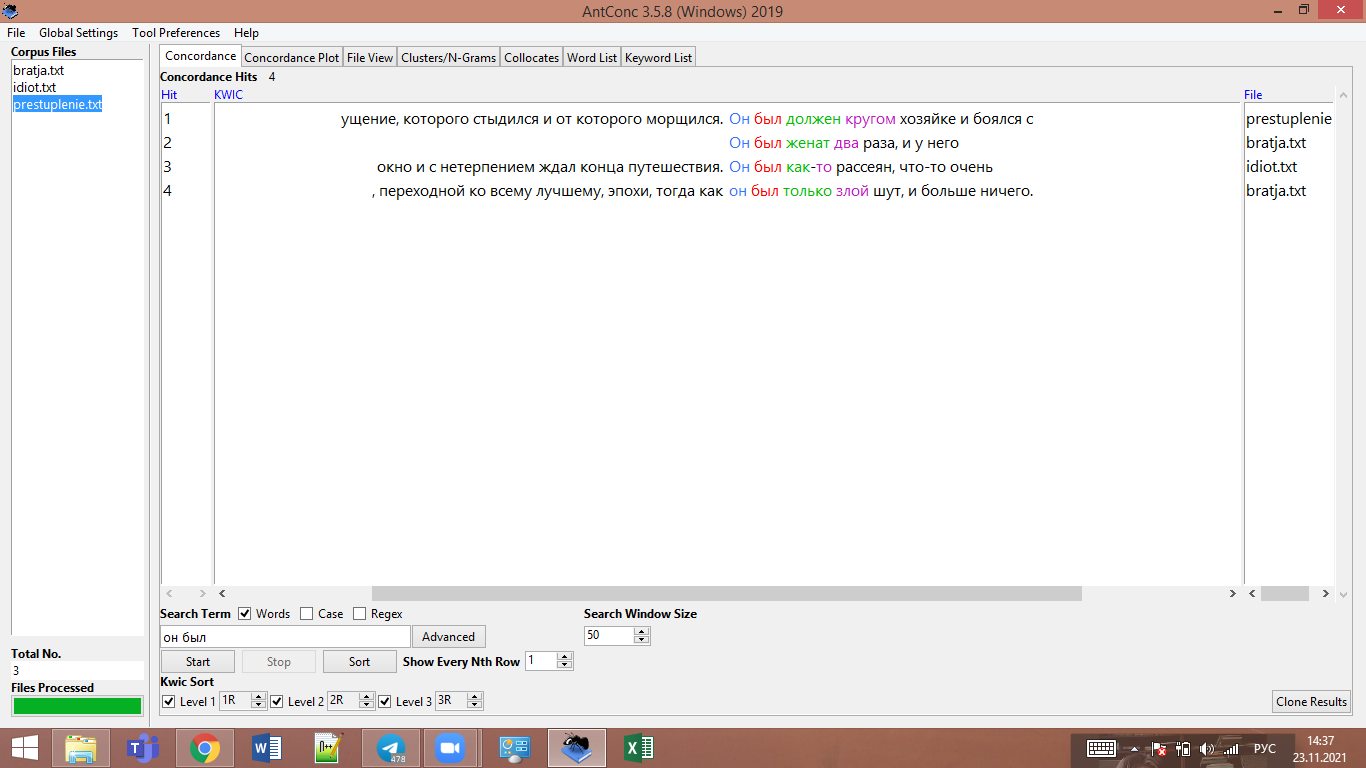 AntConc 3.5.8 (Windows) 2019
File Global Settings Tool Preferences Help
Corpus Files
bratja.txt
idiot.txt
prestuplenie.txt
Total No.
3
Files Processed
Concordance Concordance Plot File View Clusters/N-Grams Collocates Word List Keyword List
Concordance Hits 4
Hit KWIC File
1 ущение, которого стыдился и от которого морщился. Он был должен кругом хозяйке и боялся с prestuplenie
2 Он был женат два раза, и у него bratja.txt
3 окно и с нетерпением ждал конца путешествия. Он был как-то рассеян, что-то очень idiot.txt
4 , переходной ко всему лучшему, эпохи, тогда как он был только злой шут, и больше ничего. bratja.txt
Search Term Words Case Regex Search Window Size
он был Advanced 50
Start Stop Sort Show Every Nth Row 1
Kwic Sort
Level 1 1R Level 2 2R Level 3 3R Clone Results
478 РУС 14:37
23.11.2021